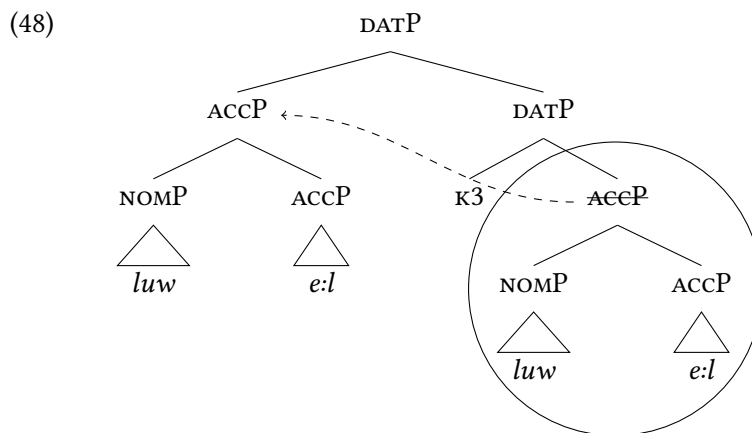 (48) DATP
ACCP DATP
NOMP ACCP K3 ACCP
luw e:l NOMP ACCP
luw e:l